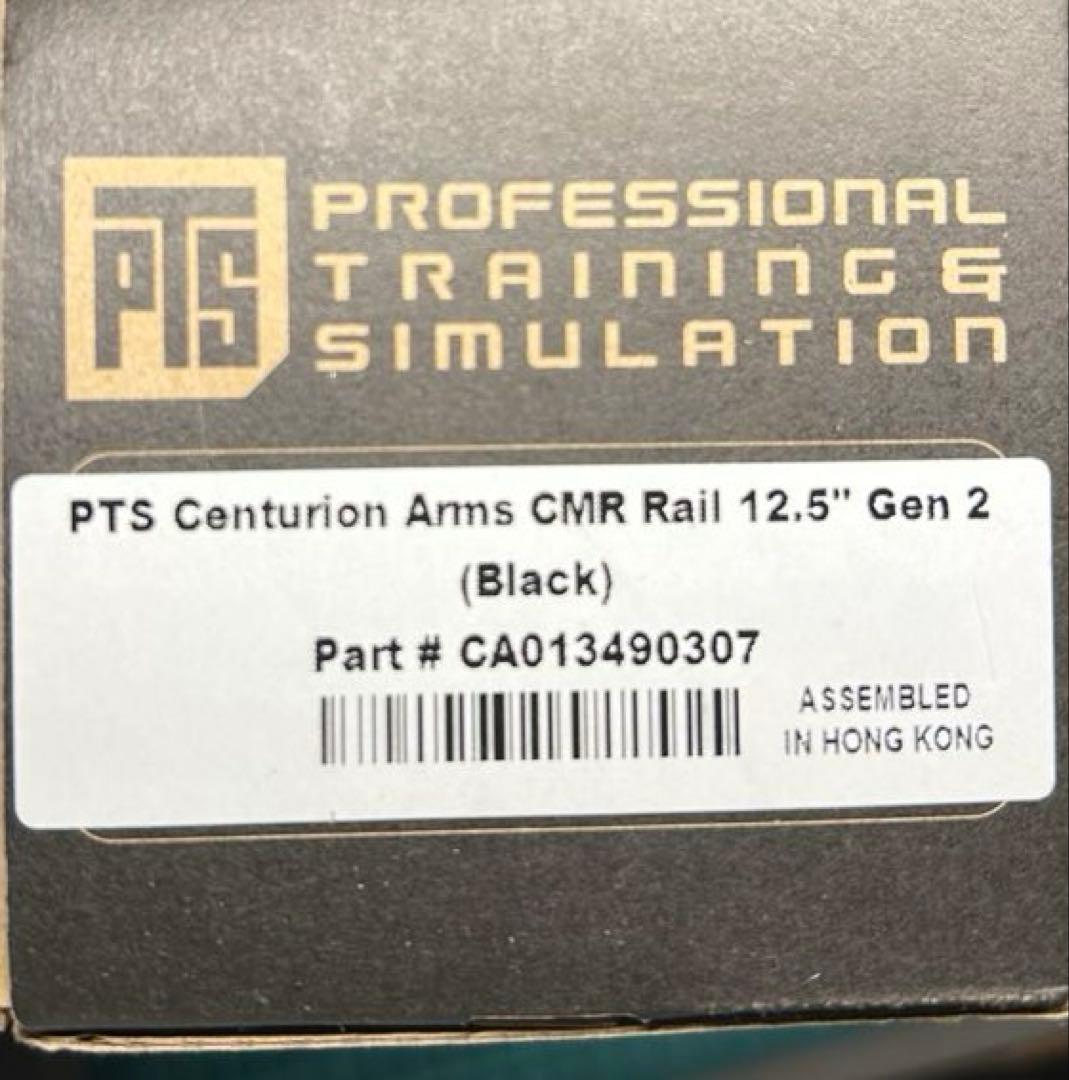 PTS
PROFESSIONAL
TRAINING &
SIMULATION
PTS Centurion Arms CMR Rail 12.5" Gen 2
(Black)
Part # CA013490307
ASSEMBLED
IN HONG KONG